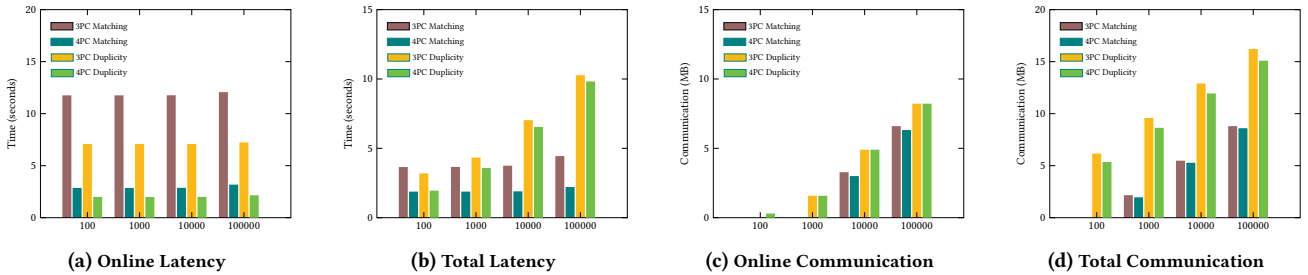 20
15
10
5
0
Time (seconds)
3PC Matching
4PC Matching
3PC Duplicity
4PC Duplicity
100
1000
10000
100000
(a) Online Latency
15
10
5
0
Time (seconds)
3PC Matching
4PC Matching
3PC Duplicity
4PC Duplicity
100
1000
10000
100000
(b) Total Latency
15
10
5
0
Communication (MB)
3PC Matching
4PC Matching
3PC Duplicity
4PC Duplicity
100
1000
10000
100000
(c) Online Communication
20
15
10
5
0
Communication (MB)
3PC Matching
4PC Matching
3PC Duplicity
4PC Duplicity
100
1000
10000
100000
(d) Total Communication